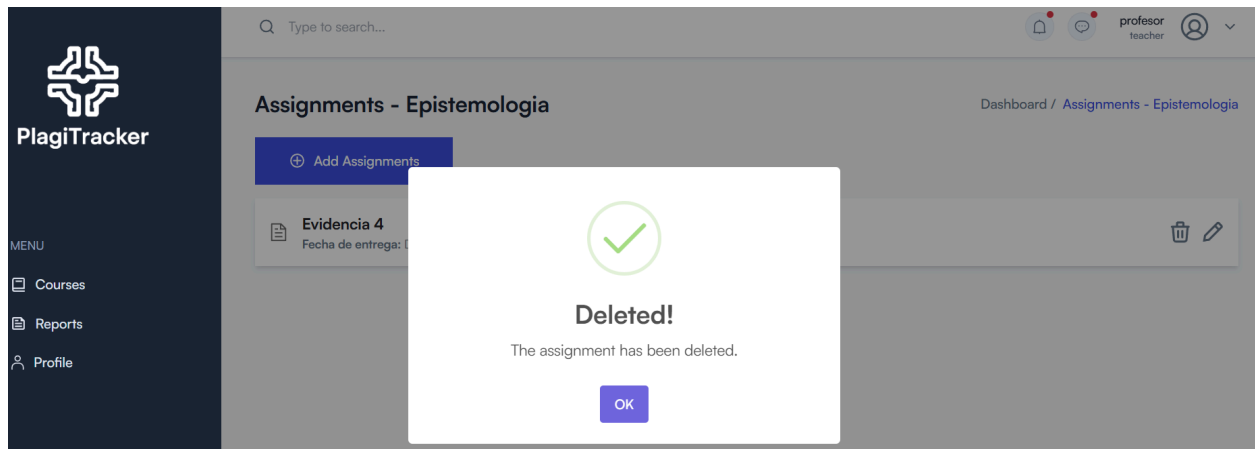 Type to search...
profesor
teacher
PlagiTracker
Assignments - Epistemologia
Dashboard / Assignments - Epistemologia
Add Assignments
Evidencia 4
Fecha de entrega:
MENU
Courses
Reports
Profile
Deleted!
The assignment has been deleted.
OK